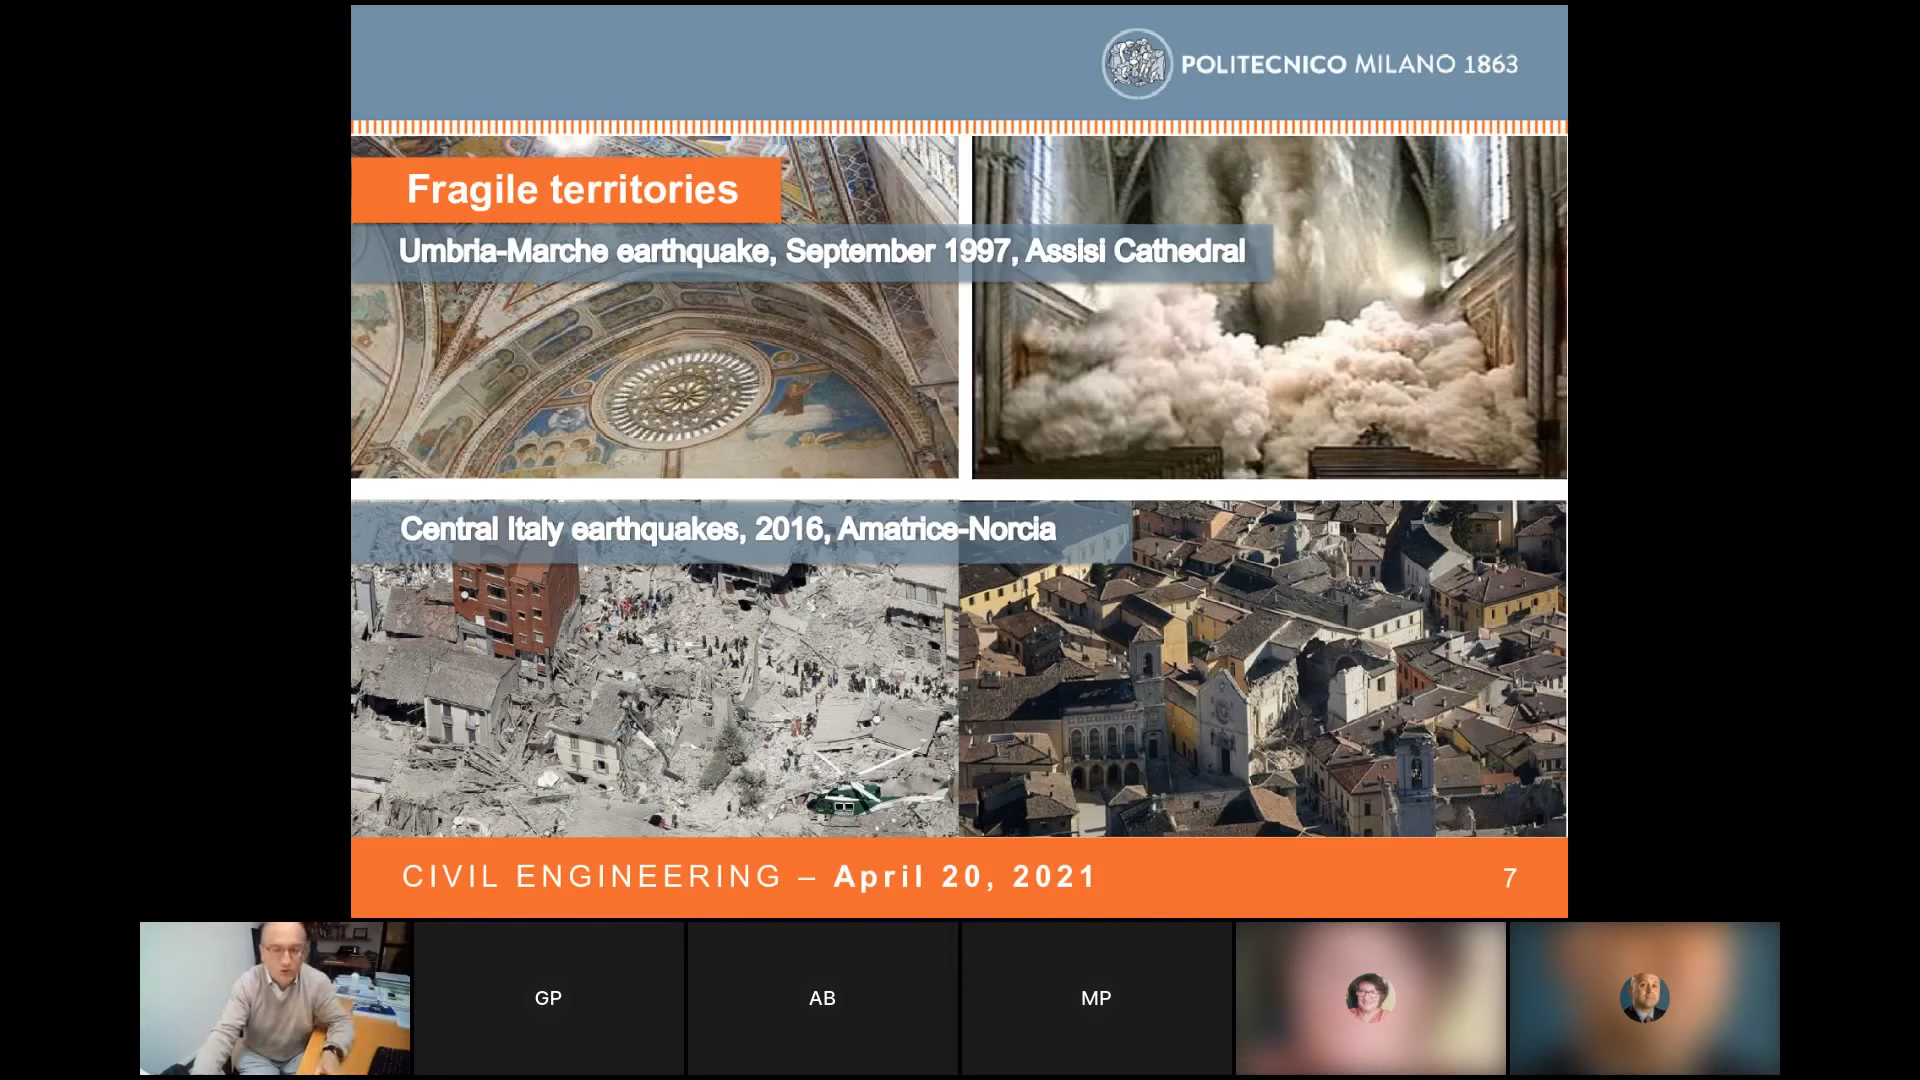 POLITECNICO MILANO 1863
Fragile territories
Umbria-Marche earthquake, September 1997, Assisi Cathedral
Central Italy earthquakes, 2016, Amatrice-Norcia
CIVIL ENGINEERING – April 20, 2021
7
GP
AB
MP